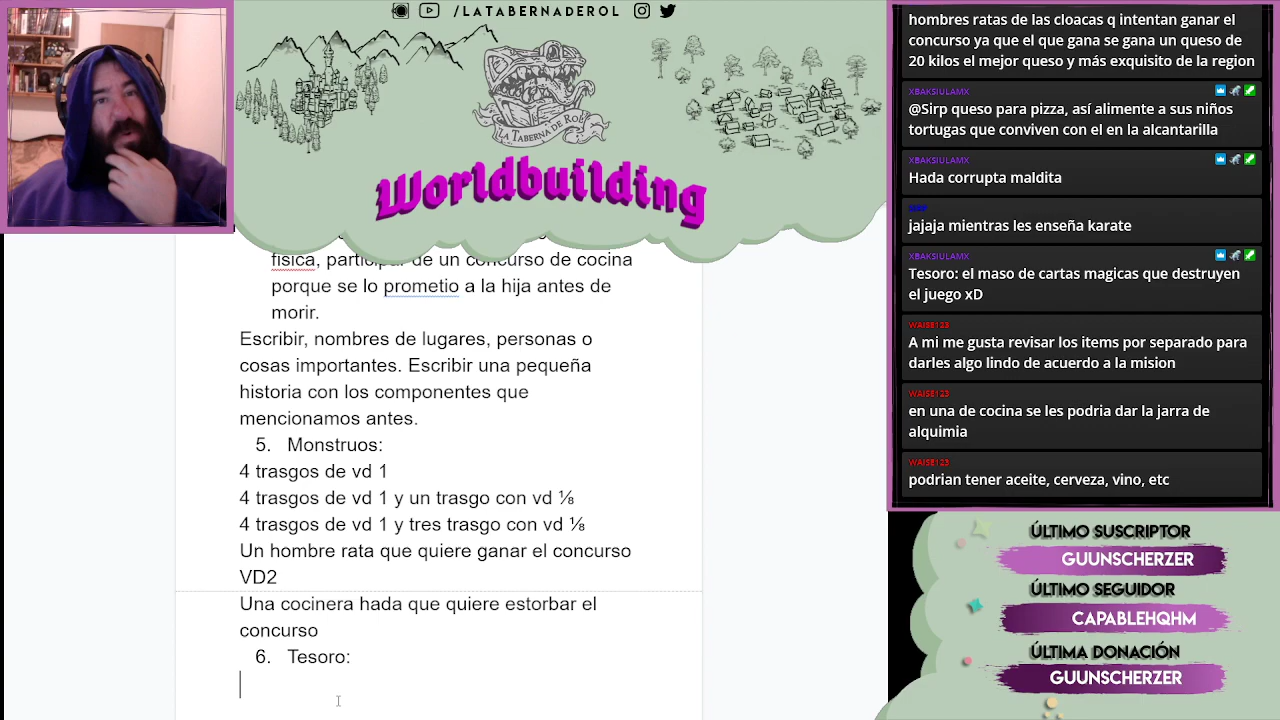 /LATABERNADEROL
LA TABERNA DE ROL
Worldbuilding
física, participar de un concurso de cocina
porque se lo prometio a la hija antes de
morir.
Escribir, nombres de lugares, personas o
cosas importantes. Escribir una pequeña
historia con los componentes que
mencionamos antes.
5. Monstruos:
4 trasgos de vd 1
4 trasgos de vd 1 y un trasgo con vd ⅛
4 trasgos de vd 1 y tres trasgo con vd ⅛
Un hombre rata que quiere ganar el concurso
VD2
Una cocinera hada que quiere estorbar el
concurso
6. Tesoro:
hombres ratas de las cloacas q intentan ganar el
concurso ya que el que gana se gana un queso de
20 kilos el mejor queso y más exquisito de la region
XBAKSIULAMX
@Sirp queso para pizza, así alimente a sus niños
tortugas que conviven con el en la alcantarilla
XBAKSIULAMX
Hada corrupta maldita
jajaja mientras les enseña karate
XBAKSIULAMX
Tesoro: el maso de cartas magicas que destruyen
el juego xD
WAISE123
A mi me gusta revisar los items por separado para
darles algo lindo de acuerdo a la mision
WAISE123
en una de cocina se les podria dar la jarra de
alquimia
WAISE123
podrian tener aceite, cerveza, vino, etc
ÚLTIMO SUSCRIPTOR
GUUNSCHERZER
ÚLTIMO SEGUIDOR
CAPABLEHQHM
ÚLTIMA DONACIÓN
GUUNSCHERZER